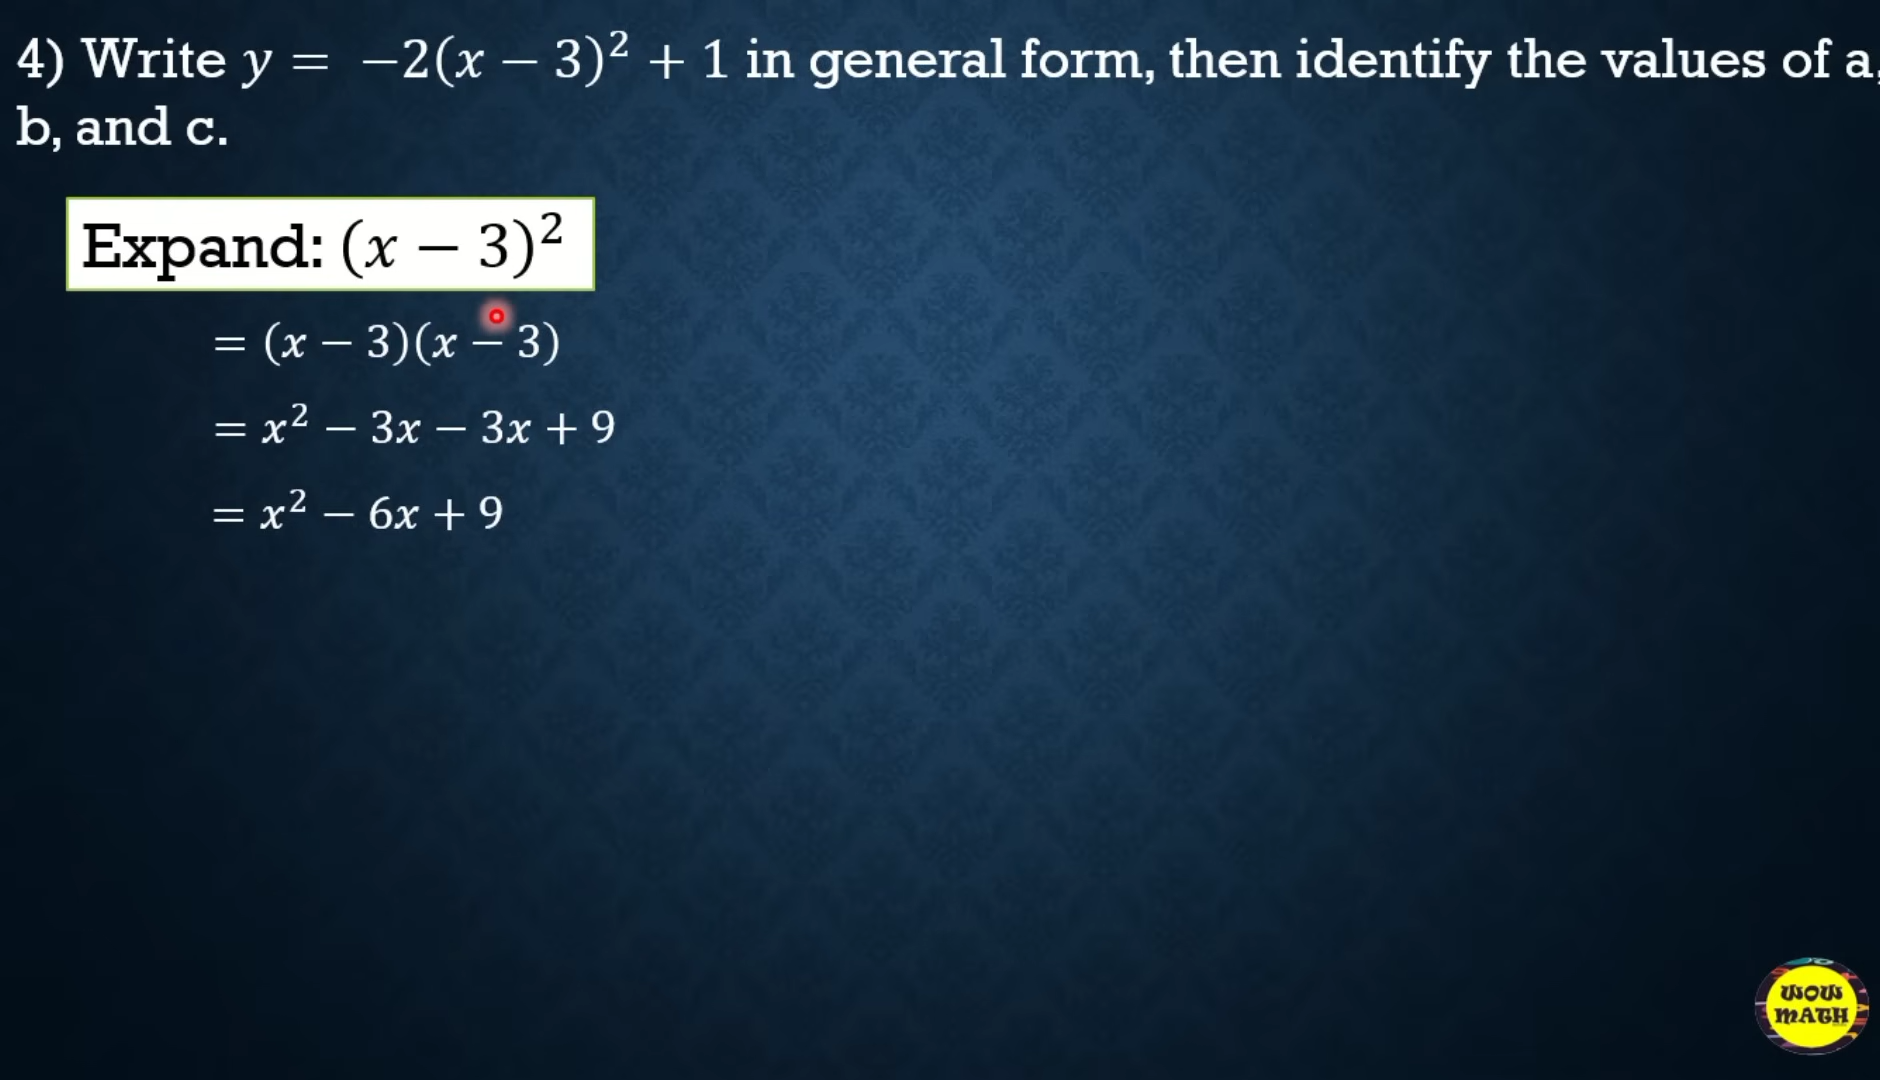 4) Write y = −2(x − 3)² + 1 in general form, then identify the values of a,
b, and c.
Expand: (x − 3)²
= (x − 3)(x − 3)
= x² − 3x − 3x + 9
= x² − 6x + 9
WOW
MATH